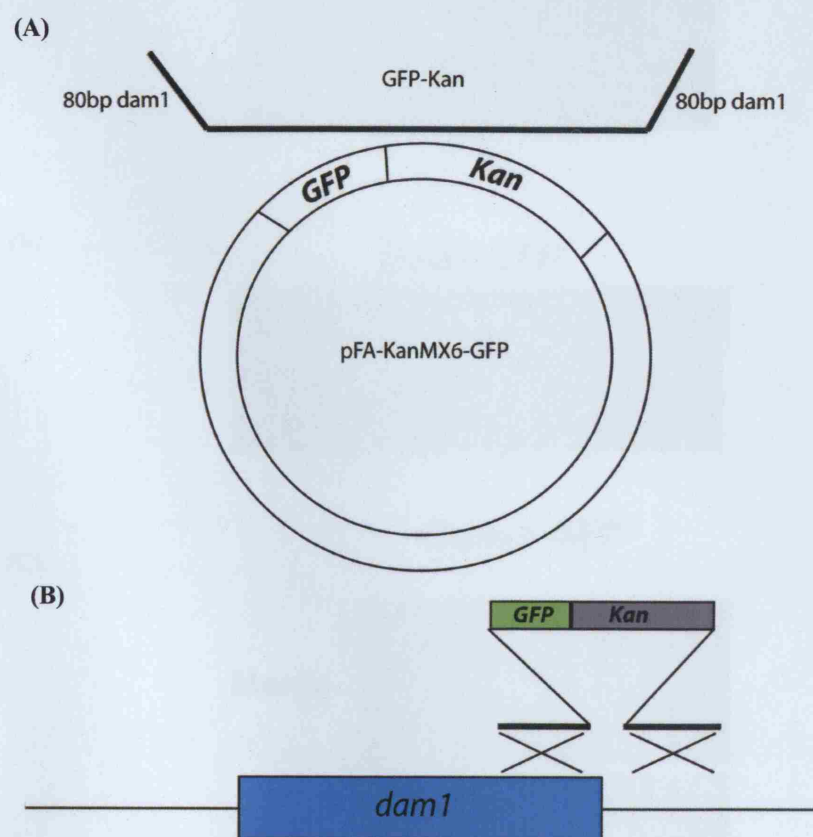 (A)
GFP-Kan
80bp dam1
80bp dam1
GFP
Kan
pFA-KanMX6-GFP
(B)
GFP
Kan
dam1